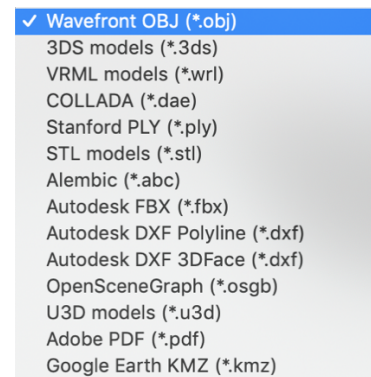 ✓ Wavefront OBJ (*.obj)
3DS models (*.3ds)
VRML models (*.wrl)
COLLADA (*.dae)
Stanford PLY (*.ply)
STL models (*.stl)
Alembic (*.abc)
Autodesk FBX (*.fbx)
Autodesk DXF Polyline (*.dxf)
Autodesk DXF 3DFace (*.dxf)
OpenSceneGraph (*.osgb)
U3D models (*.u3d)
Adobe PDF (*.pdf)
Google Earth KMZ (*.kmz)